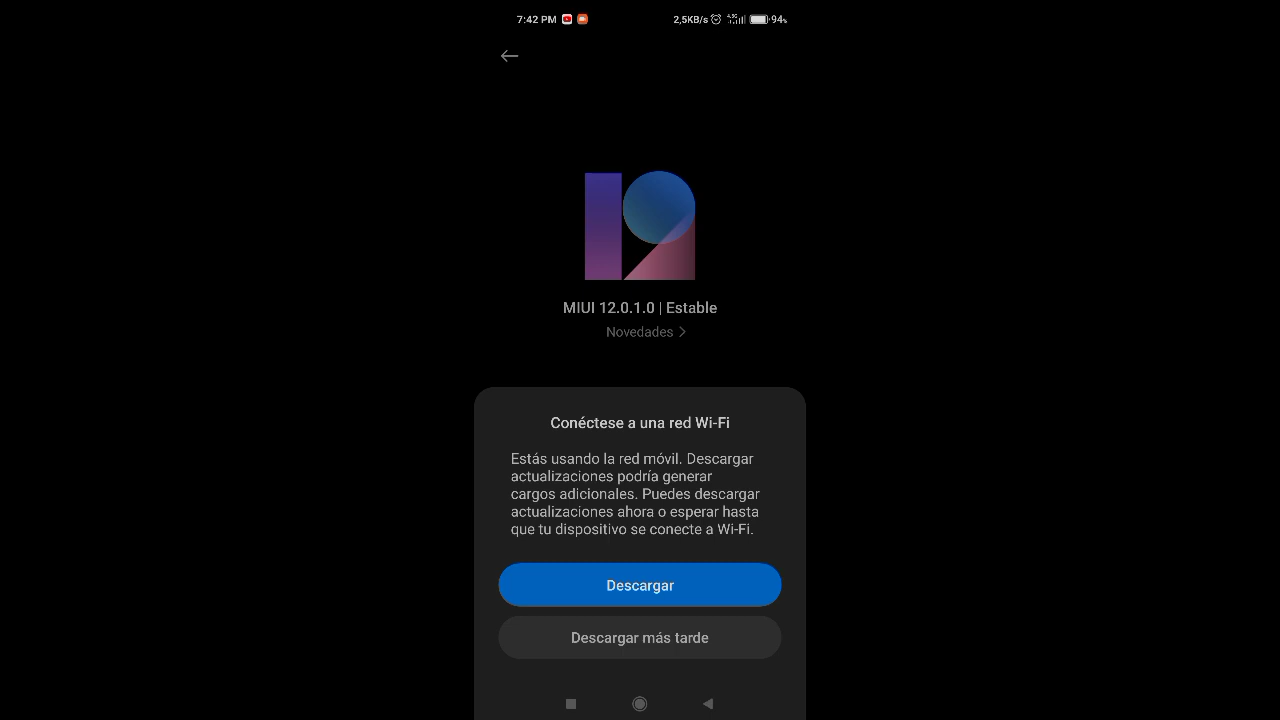 7:42 PM 2,5KB/s 94%
MIUI 12.0.1.0 | Estable
Novedades
Conéctese a una red Wi-Fi
Estás usando la red móvil. Descargar
actualizaciones podría generar
cargos adicionales. Puedes descargar
actualizaciones ahora o esperar hasta
que tu dispositivo se conecte a Wi-Fi.
Descargar
Descargar más tarde